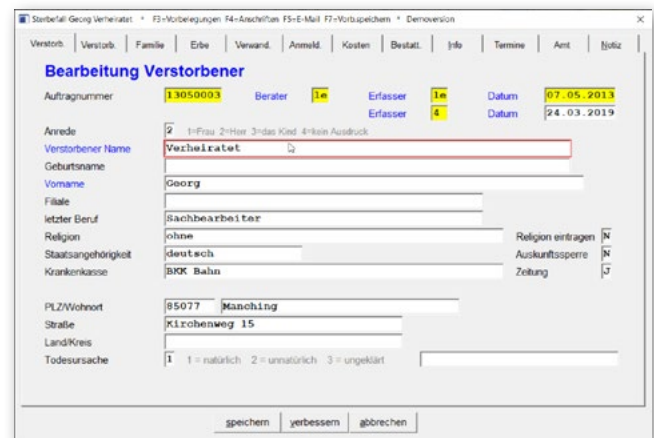 Sterbefall Georg Verheiratet * F3=Vorbelegungen F4=Anschriften F5=E-Mail F7=Vorb.speichern * Demoversion
Verstorb. Verstorb. Familie Erbe Verwand. Anmeld. Kosten Bestatt. Info Termine Amt Notiz
Bearbeitung Verstorbener
Auftragnummer 13050003 Berater le Erfasser le Datum 07.05.2013
Erfasser 4 Datum 24.03.2019
Anrede 2 1=Frau 2=Herr 3=das Kind 4=kein Ausdruck
Verstorbener Name Verheiratet
Geburtsname
Vorname Georg
Filiale
letzter Beruf Sachbearbeiter
Religion ohne Religion eintragen N
Staatsangehörigkeit deutsch Auskunftssperre N
Krankenkasse BKK Bahn Zeitung J
PLZ/Wohnort 85077 Manching
Straße Kirchenweg 15
Land/Kreis
Todesursache 1 1 = natürlich 2 = unnatürlich 3 = ungeklärt
speichern verbessern abbrechen